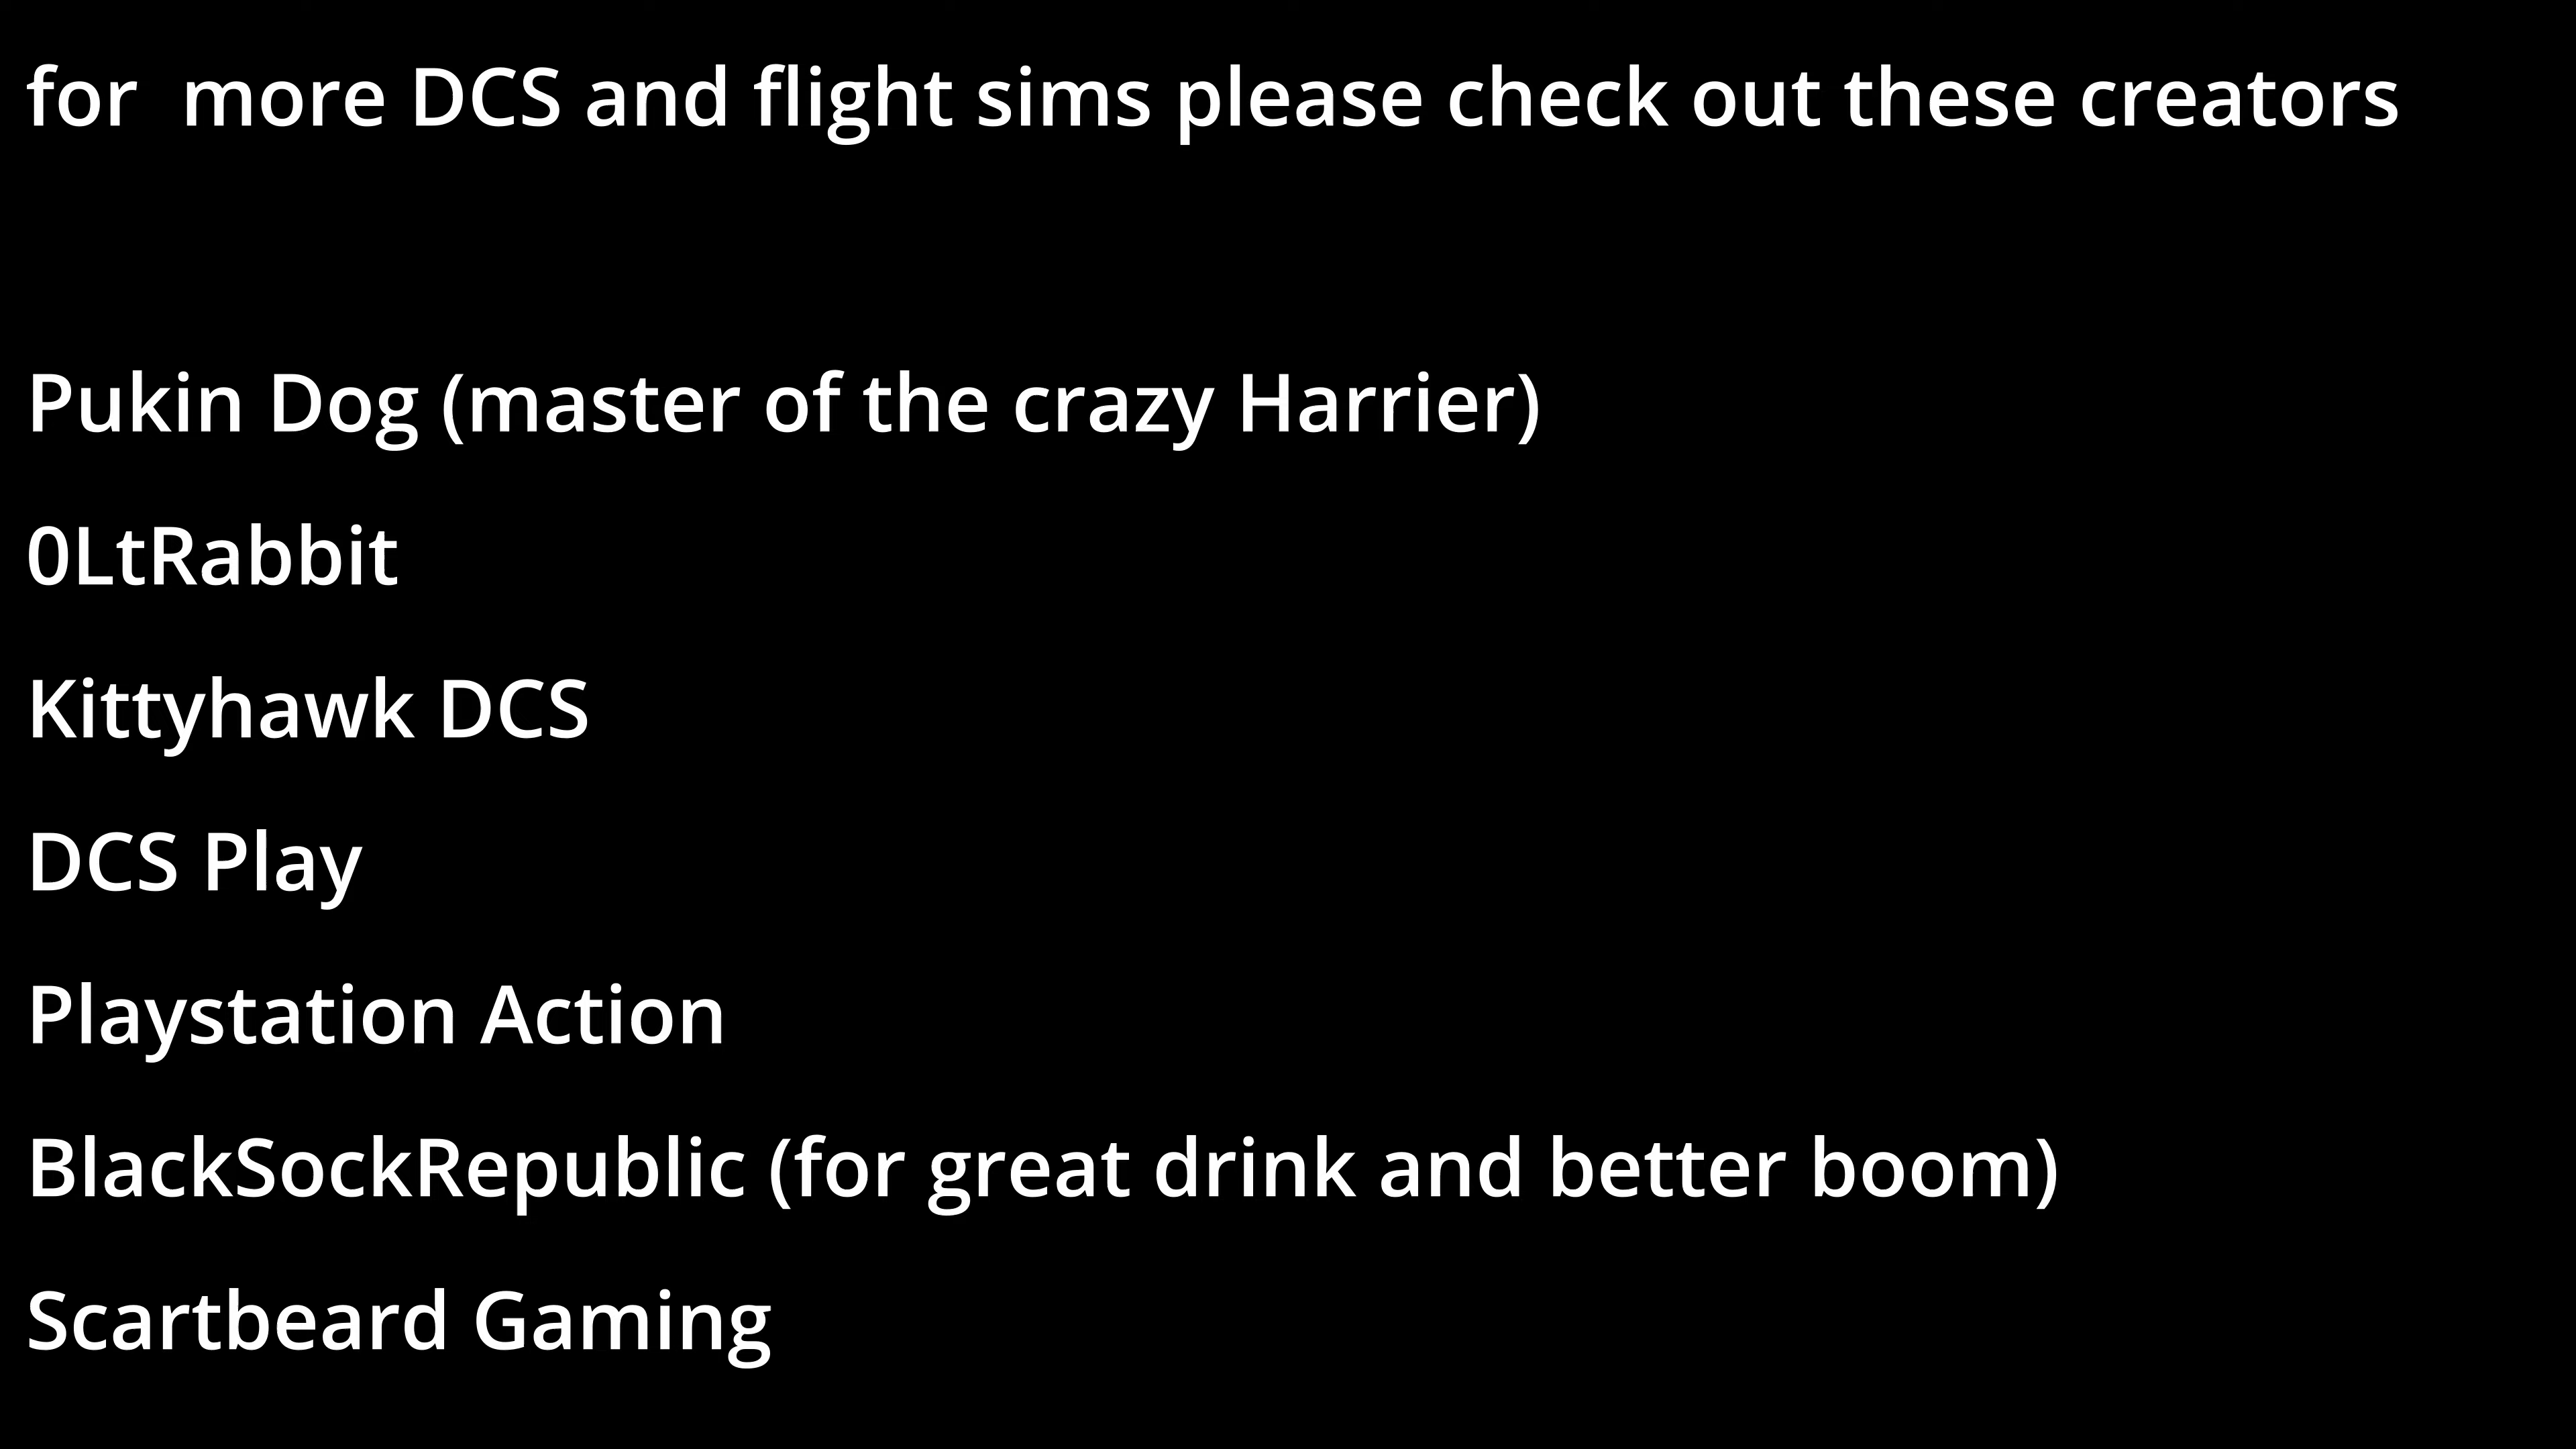 for  more DCS and flight sims please check out these creators
Pukin Dog (master of the crazy Harrier)
0LtRabbit
Kittyhawk DCS
DCS Play
Playstation Action
BlackSockRepublic (for great drink and better boom)
Scartbeard Gaming